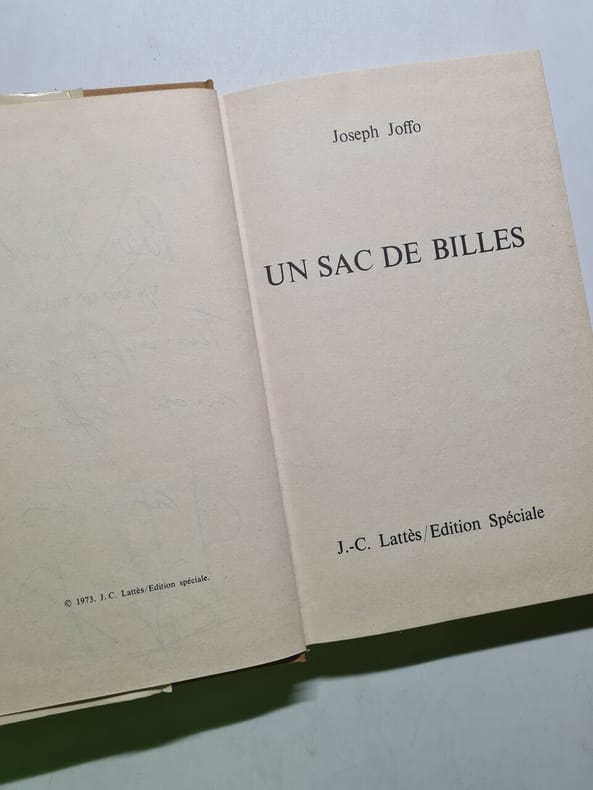 © 1973. J.C. Lattès/Edition spéciale.
Joseph Joffo
UN SAC DE BILLES
J.-C. Lattès/Edition Spéciale